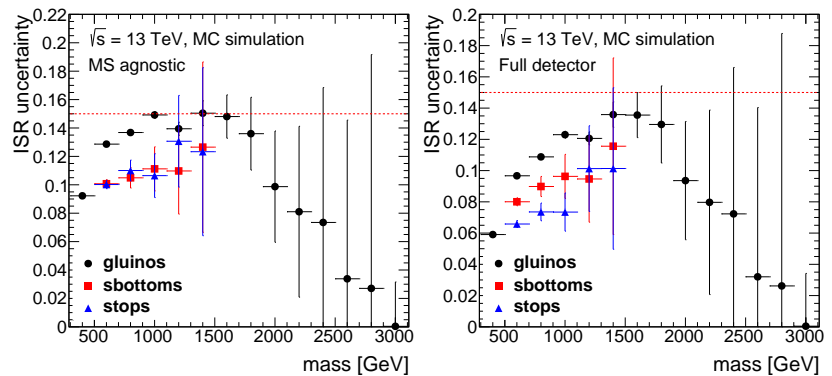 √s = 13 TeV, MC simulation
MS agnostic
ISR uncertainty
0.22
0.2
0.18
0.16
0.14
0.12
0.1
0.08
0.06
0.04
0.02
0
gluinos
sbottoms
stops
500 1000 1500 2000 2500 3000
mass [GeV]
√s = 13 TeV, MC simulation
Full detector
ISR uncertainty
0.2
0.18
0.16
0.14
0.12
0.1
0.08
0.06
0.04
0.02
0
gluinos
sbottoms
stops
500 1000 1500 2000 2500 3000
mass [GeV]